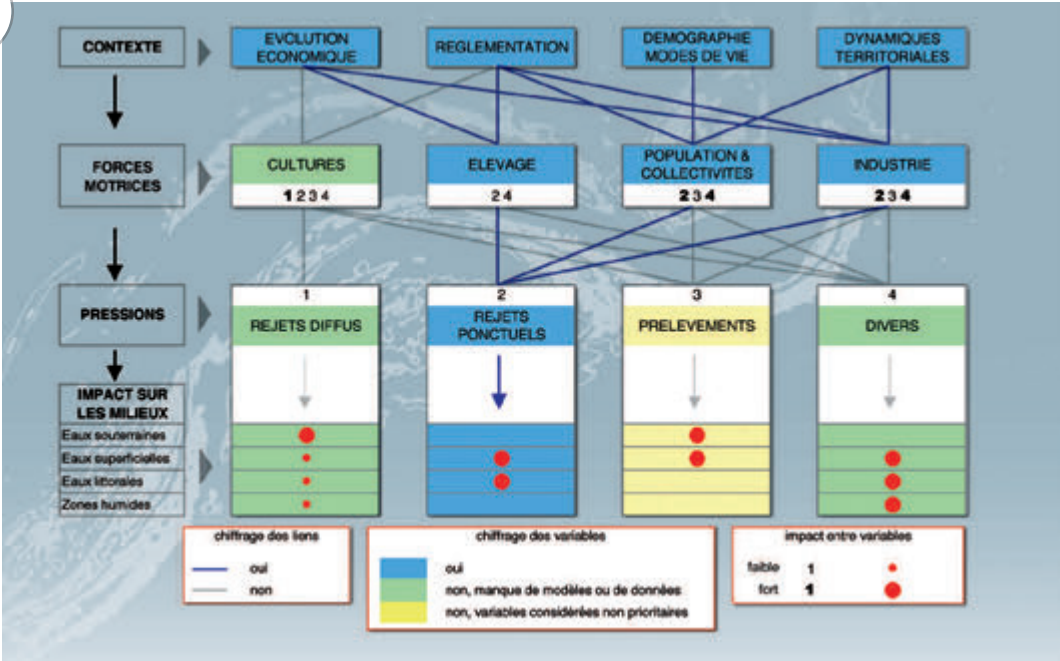 CONTEXTE
EVOLUTION
ECONOMIQUE
REGLEMENTATION
DEMOGRAPHIE
MODES DE VIE
DYNAMIQUES
TERRITORIALES
FORCES
MOTRICES
CULTURES
1 2 3 4
ELEVAGE
2 4
POPULATION &
COLLECTIVITES
2 3 4
INDUSTRIE
2 3 4
PRESSIONS
1
REJETS DIFFUS
2
REJETS
PONCTUELS
3
PRELEVEMENTS
4
DIVERS
IMPACT SUR
LES MILIEUX
Eaux souterraines
Eaux superficielles
Eaux littorales
Zones humides
chiffrage des liens
oui
non
chiffrage des variables
oui
non, manque de modèles ou de données
non, variables considérées non prioritaires
impact entre variables
faible 1
fort 1